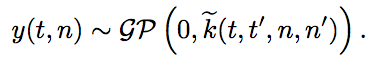 y(t, n) ∼ 𝒢𝒫 (0, k̃(t, t′, n, n′)) .